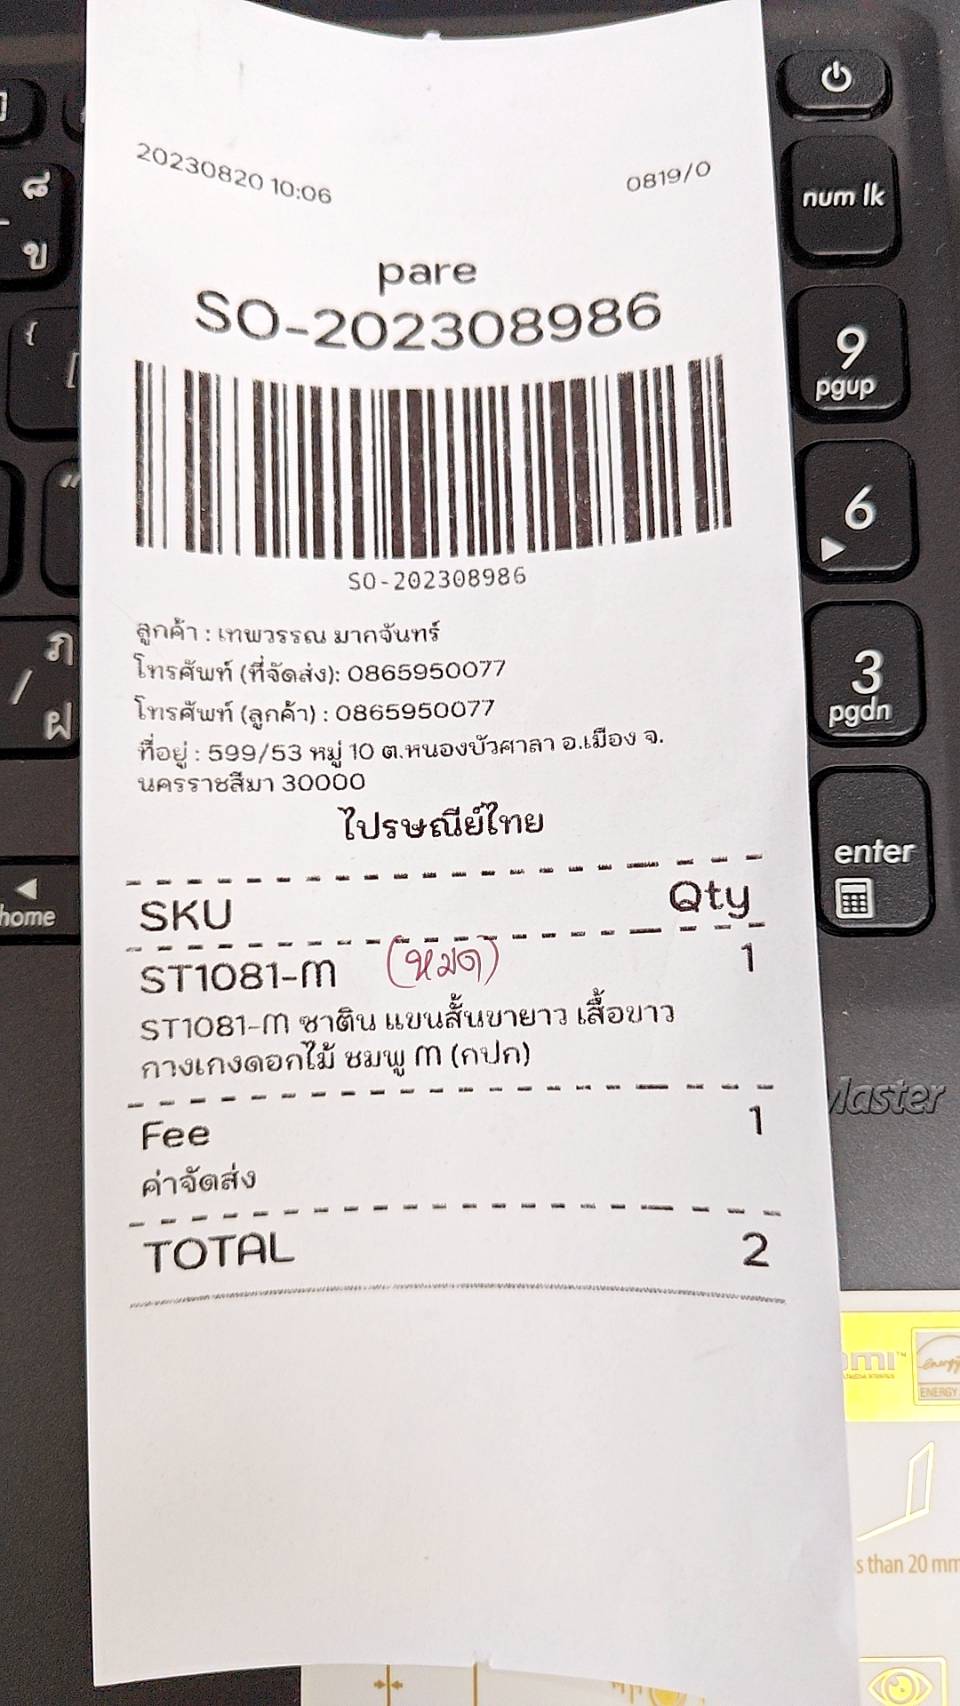 20230820 10:06 0819/0
pare
SO-202308986
SO-202308986
ลูกค้า : เทพวรรณ มากจันทร์
โทรศัพท์ (ที่จัดส่ง): 0865950077
โทรศัพท์ (ลูกค้า) : 0865950077
ที่อยู่ : 599/53 หมู่ 10 ต.หนองบัวศาลา อ.เมือง จ.
นครราชสีมา 30000
ไปรษณีย์ไทย
SKU Qty
ST1081-M (หมด) 1
ST1081-M ซาติน แขนสั้นขายาว เสื้อขาว
กางเกงดอกไม้ ชมพู M (กปก)
Fee 1
ค่าจัดส่ง
TOTAL 2
num lk
9
pgup
6
3
pgdn
enter
home
ข
{
[
"
ภ
/
ฝ
Master
energy
ENERGY
s than 20 mm